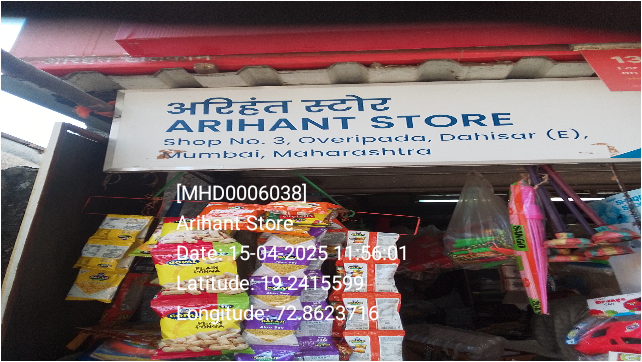 अरिहंत स्टोर
ARIHANT STORE
Shop No. 3, Overipada, Dahisar (E),
Mumbai, Maharashtra
13
[MHD0006038]
Arihant Store
Date: 15-04-2025 11:56:01
Latitude: 19.2415599
Longitude: 72.8623716